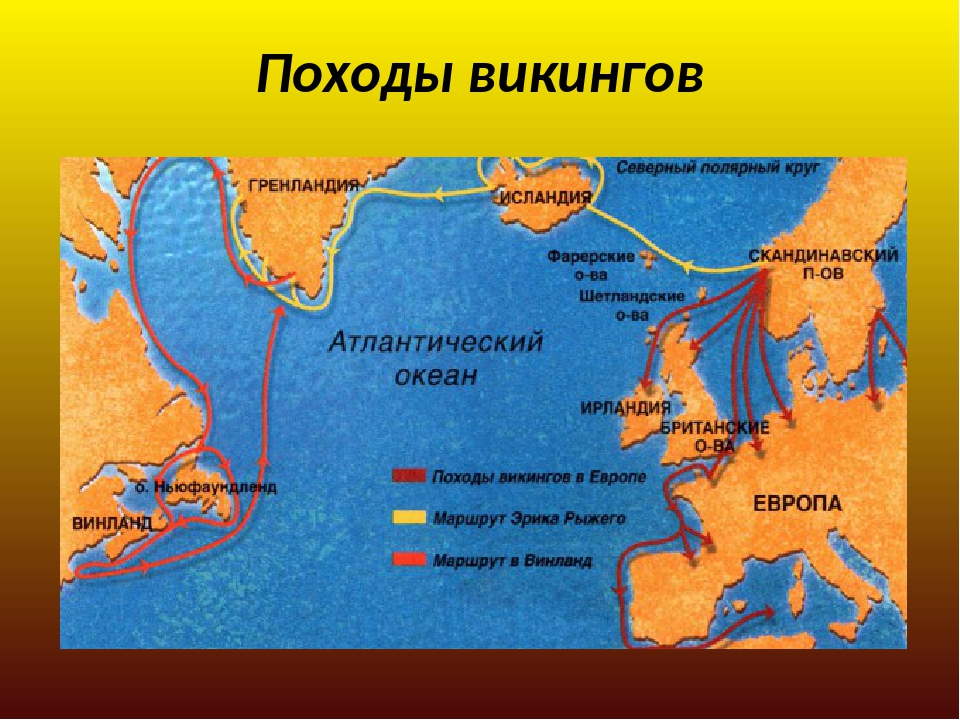 Походы викингов
Северный полярный круг
ГРЕНЛАНДИЯ
ИСЛАНДИЯ
Фарерские
о-ва
СКАНДИНАВСКИЙ
П-ОВ
Шетландские
о-ва
Атлантический
океан
ИРЛАНДИЯ
БРИТАНСКИЕ
О-ВА
о. Ньюфаундленд
ВИНЛАНД
ЕВРОПА
Походы викингов в Европе
Маршрут Эрика Рыжего
Маршрут в Винланд